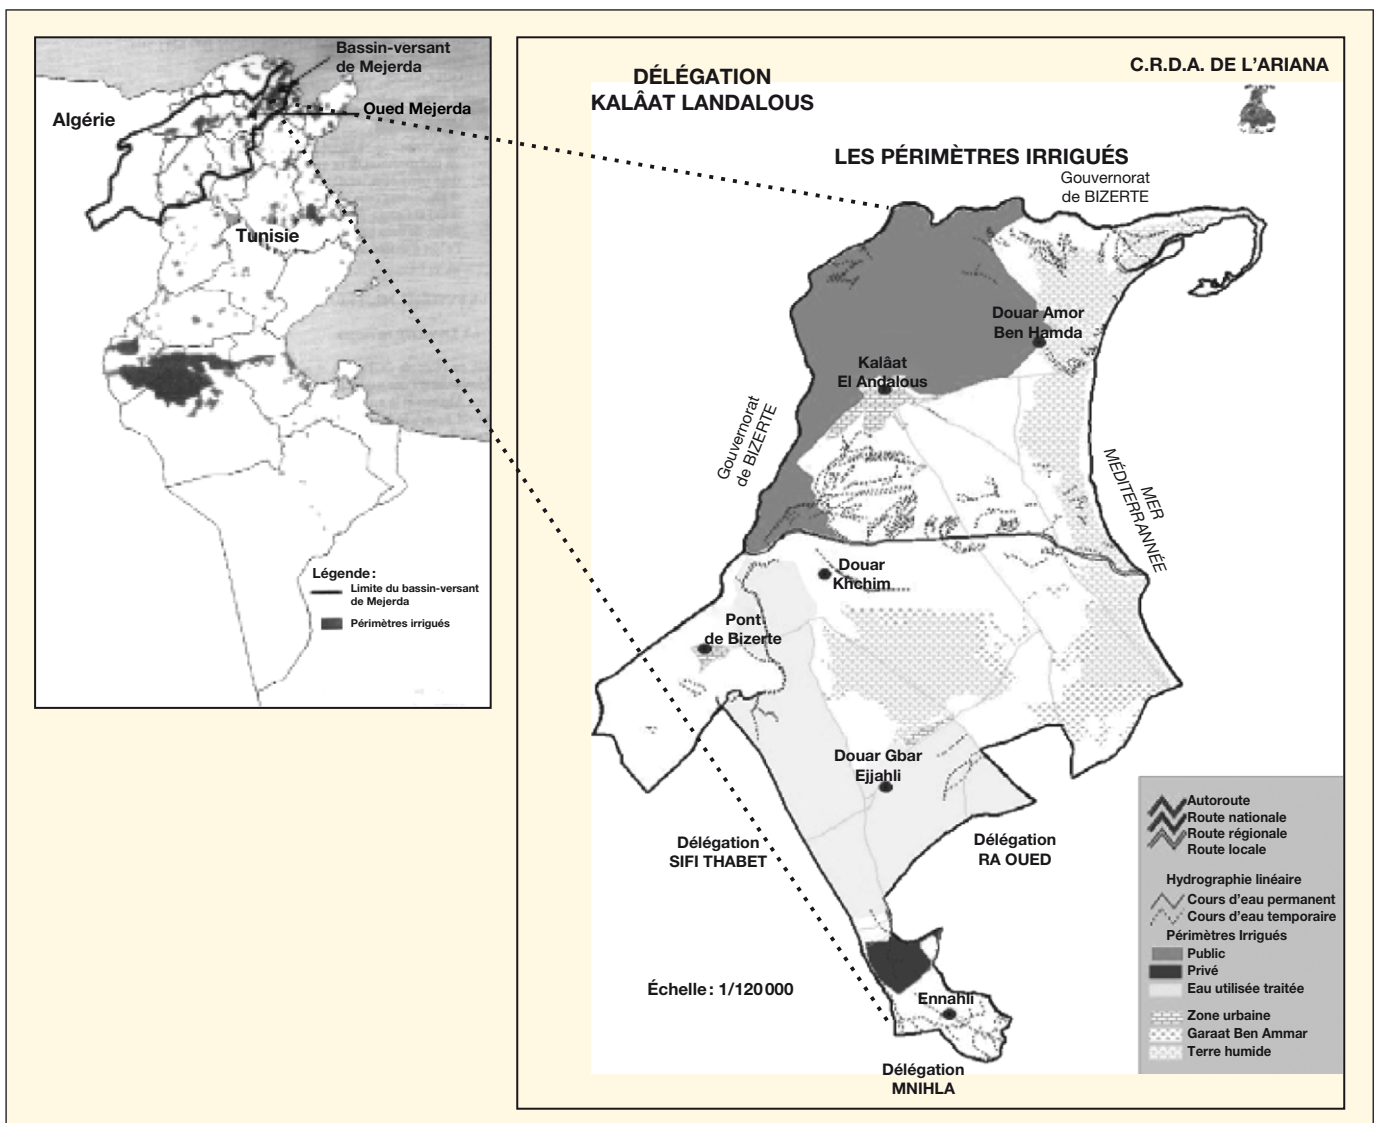 Bassin-versant
de Mejerda
Algérie
Oued Mejerda
Tunisie
Légende :
Limite du bassin-versant
de Mejerda
Périmètres irrigués
C.R.D.A. DE L'ARIANA
DÉLÉGATION
KALÂAT LANDALOUS
LES PÉRIMÈTRES IRRIGUÉS
Gouvernorat
de BIZERTE
Douar Amor
Ben Hamda
Kalâat
El Andalous
Gouvernorat
de BIZERTE
MER
MÉDITERRANNÉE
Douar
Khchim
Pont
de Bizerte
Douar Gbar
Ejjahli
Délégation
SIFI THABET
Délégation
RA OUED
Échelle : 1/120 000
Ennahli
Délégation
MNIHLA
Autoroute
Route nationale
Route régionale
Route locale
Hydrographie linéaire
Cours d'eau permanent
Cours d'eau temporaire
Périmètres Irrigués
Public
Privé
Eau utilisée traitée
Zone urbaine
Garaat Ben Ammar
Terre humide